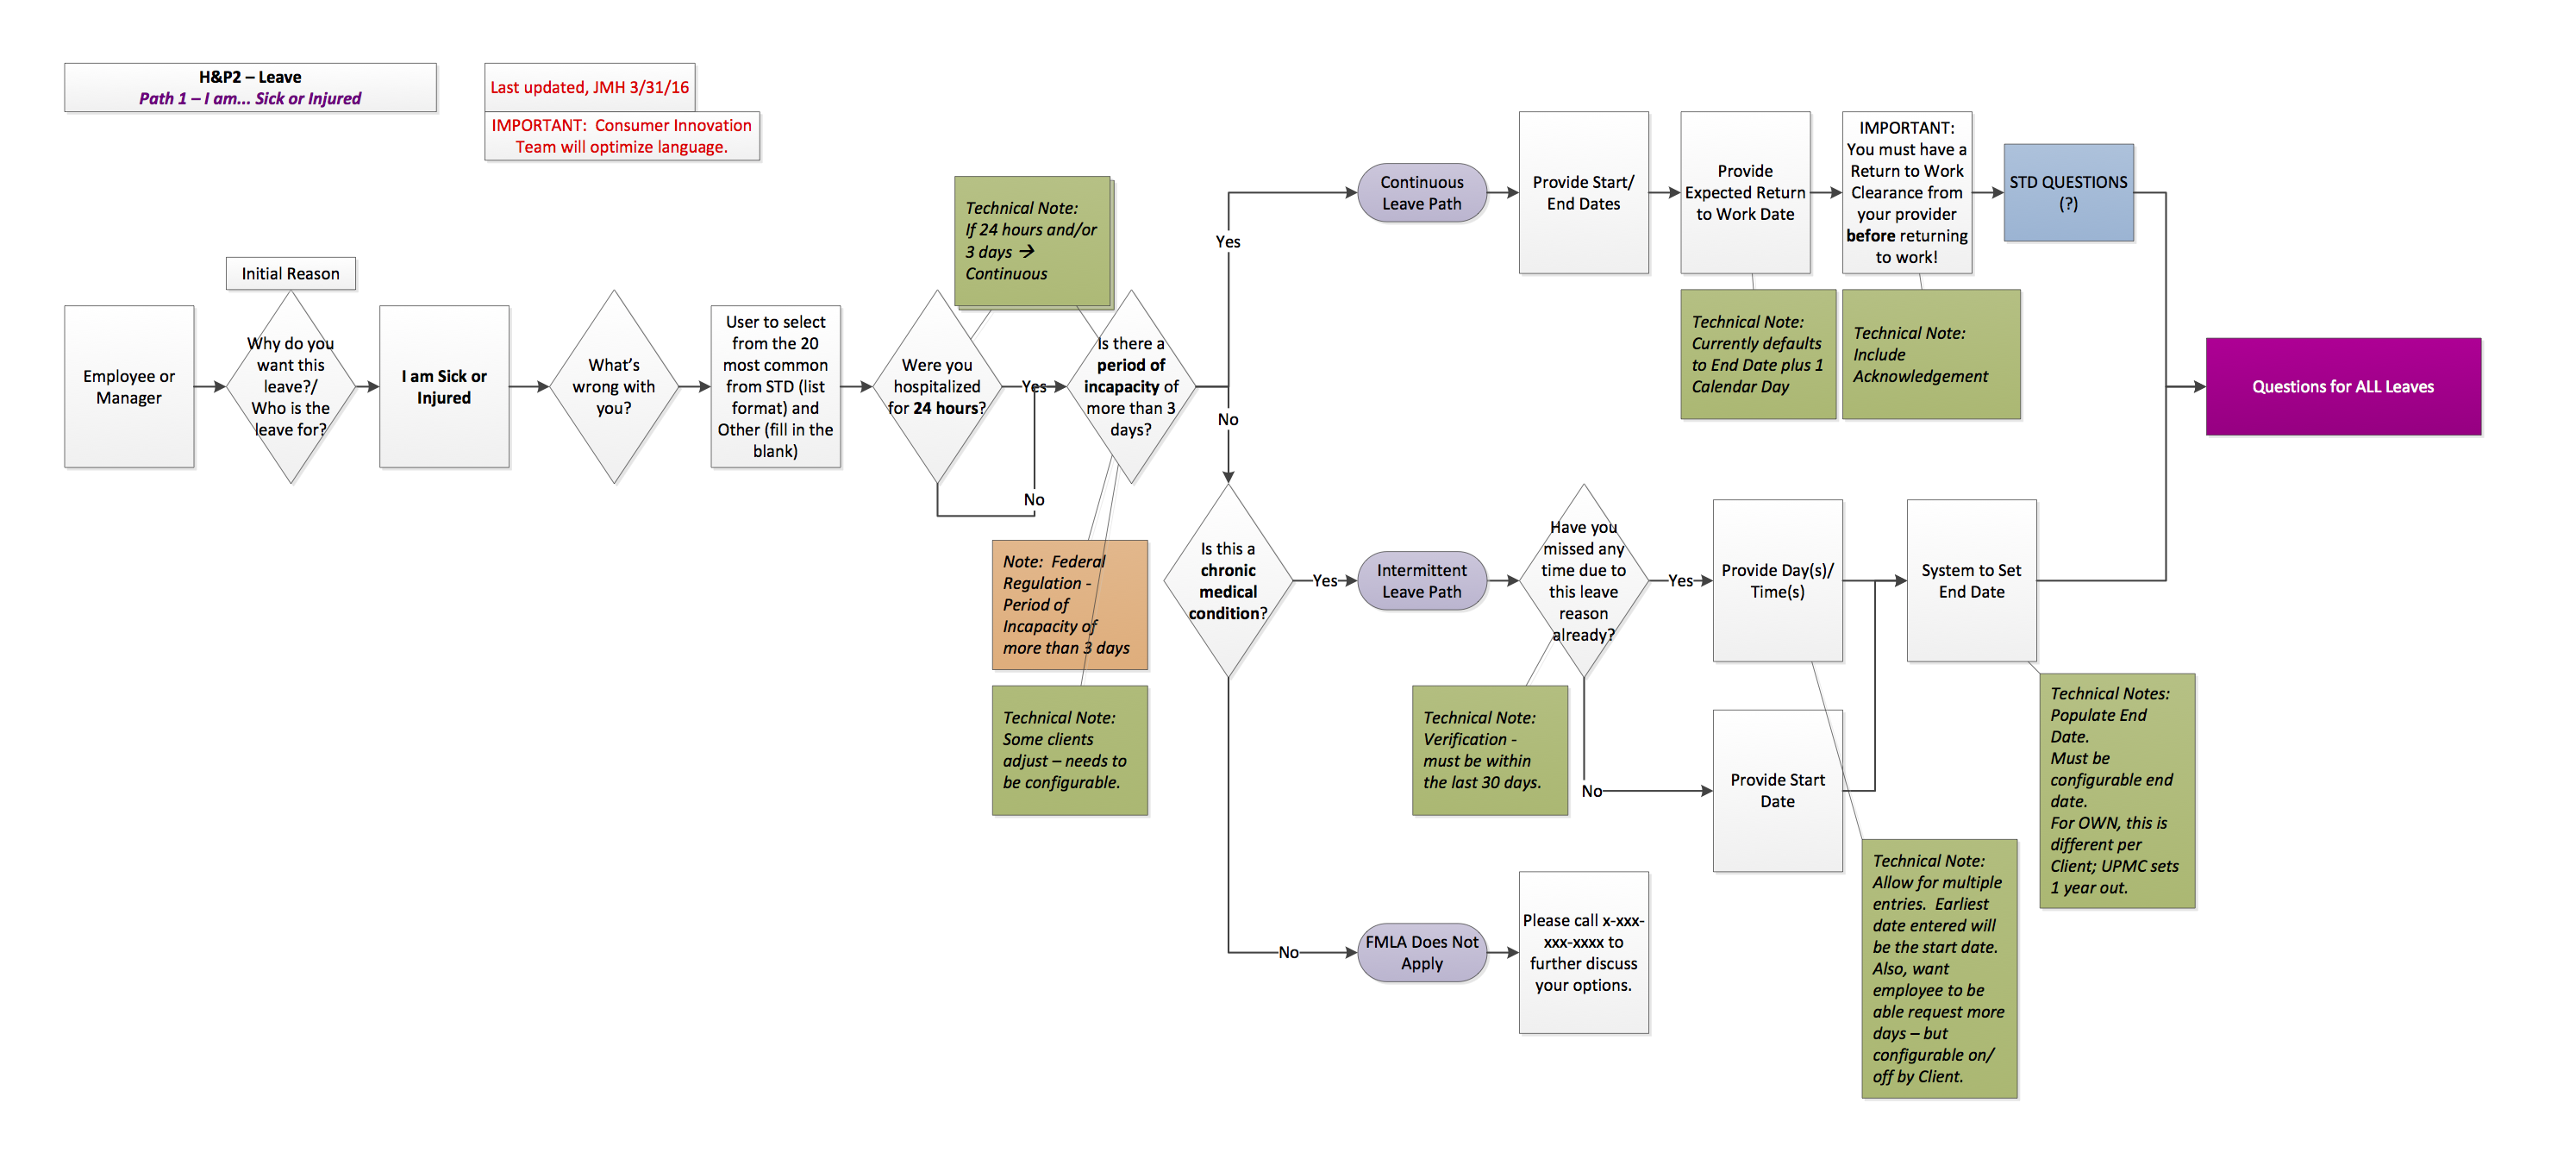 H&P2 – Leave
Path 1 – I am... Sick or Injured
Last updated, JMH 3/31/16
IMPORTANT:  Consumer Innovation
Team will optimize language.
Initial Reason
Employee or
Manager
Why do you
want this
leave?/
Who is the
leave for?
I am Sick or
Injured
What's
wrong with
you?
User to select
from the 20
most common
from STD (list
format) and
Other (fill in the
blank)
Were you
hospitalized
for 24 hours?
Yes
No
Technical Note:
If 24 hours and/or
3 days →
Continuous
Is there a
period of
incapacity of
more than 3
days?
Note:  Federal
Regulation -
Period of
Incapacity of
more than 3 days
Technical Note:
Some clients
adjust – needs to
be configurable.
Yes
No
Continuous
Leave Path
Provide Start/
End Dates
Provide
Expected Return
to Work Date
Technical Note:
Currently defaults
to End Date plus 1
Calendar Day
IMPORTANT:
You must have a
Return to Work
Clearance from
your provider
before returning
to work!
Technical Note:
Include
Acknowledgement
STD QUESTIONS
(?)
Questions for ALL Leaves
Is this a
chronic
medical
condition?
Yes
Intermittent
Leave Path
Have you
missed any
time due to
this leave
reason
already?
Technical Note:
Verification -
must be within
the last 30 days.
Yes
Provide Day(s)/
Time(s)
No
Provide Start
Date
System to Set
End Date
Technical Notes:
Populate End
Date.
Must be
configurable end
date.
For OWN, this is
different per
Client; UPMC sets
1 year out.
Technical Note:
Allow for multiple
entries.  Earliest
date entered will
be the start date.
Also, want
employee to be
able request more
days – but
configurable on/
off by Client.
No
FMLA Does Not
Apply
Please call x-xxx-
xxx-xxxx to
further discuss
your options.